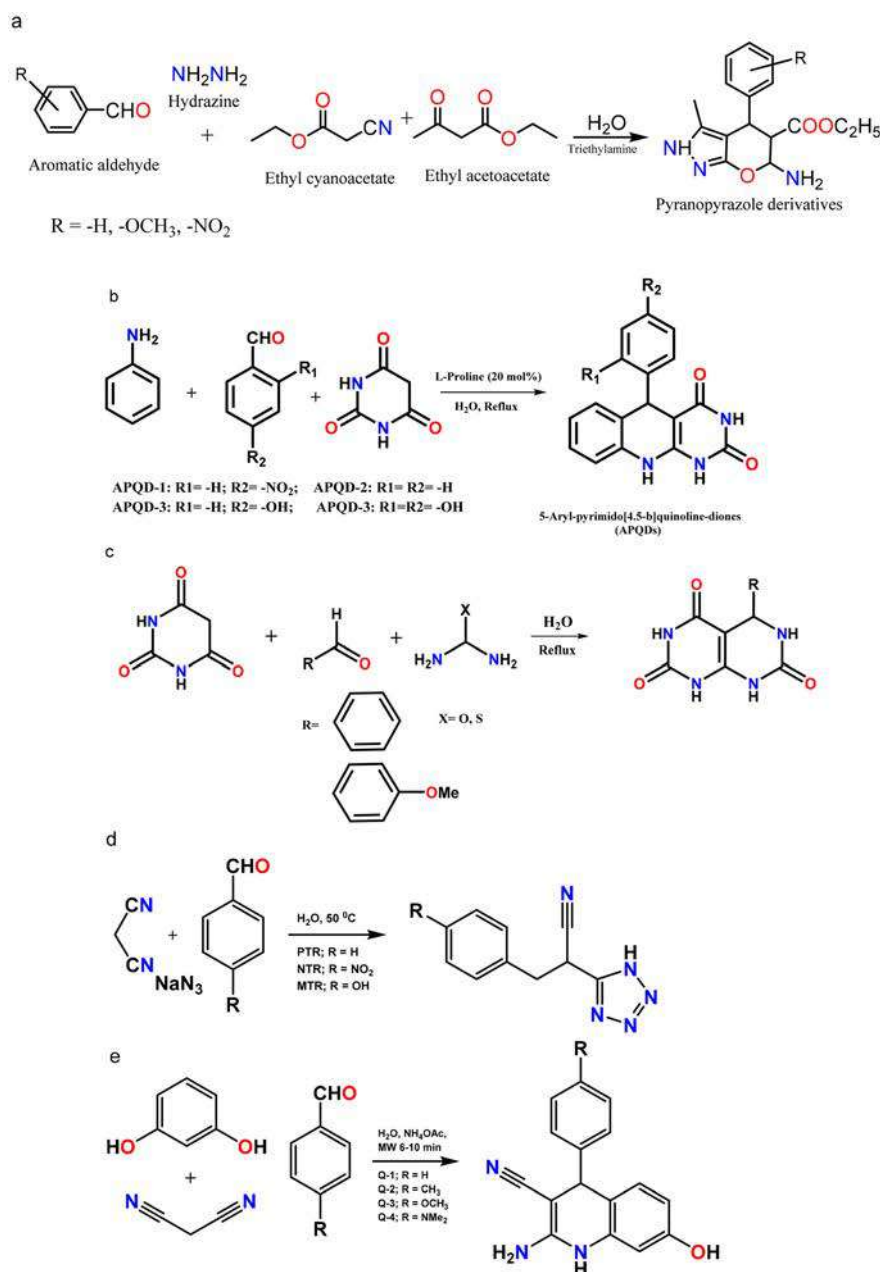 a
R
CHO
Aromatic aldehyde
NH2NH2
Hydrazine
+
O
O
CN
Ethyl cyanoacetate
+
O O
O
Ethyl acetoacetate
H2O
Triethylamine
R
H3C
COOC2H5
NH
N
O
NH2
Pyranopyrazole derivatives
R = -H, -OCH3, -NO2
b
NH2
+
CHO
R1
R2
+
O
HN
O
N
H
O
L-Proline (20 mol%)
H2O, Reflux
R2
R1
O
NH
N
H
N
H
O
APQD-1: R1= -H; R2= -NO2; APQD-2: R1= R2= -H
APQD-3: R1= -H; R2= -OH; APQD-3: R1=R2= -OH
5-Aryl-pyrimido[4.5-b]quinoline-diones
(APQDs)
c
O
HN
O
N
H
O
+
H
R
O
+
X
H2N
NH2
H2O
Reflux
O
R
HN
NH
O
N
H
N
H
O
R=
OMe
X= O, S
d
CN
CN
NaN3
+
CHO
R
H2O, 50 0C
PTR; R = H
NTR; R = NO2
MTR; R = OH
R
N
H
N
N
N
N
e
HO
OH
+
N
N
CHO
R
H2O, NH4OAc,
MW 6-10 min
Q-1; R = H
Q-2; R = CH3
Q-3; R = OCH3
Q-4; R = NMe2
R
N
H2N
N
H
OH